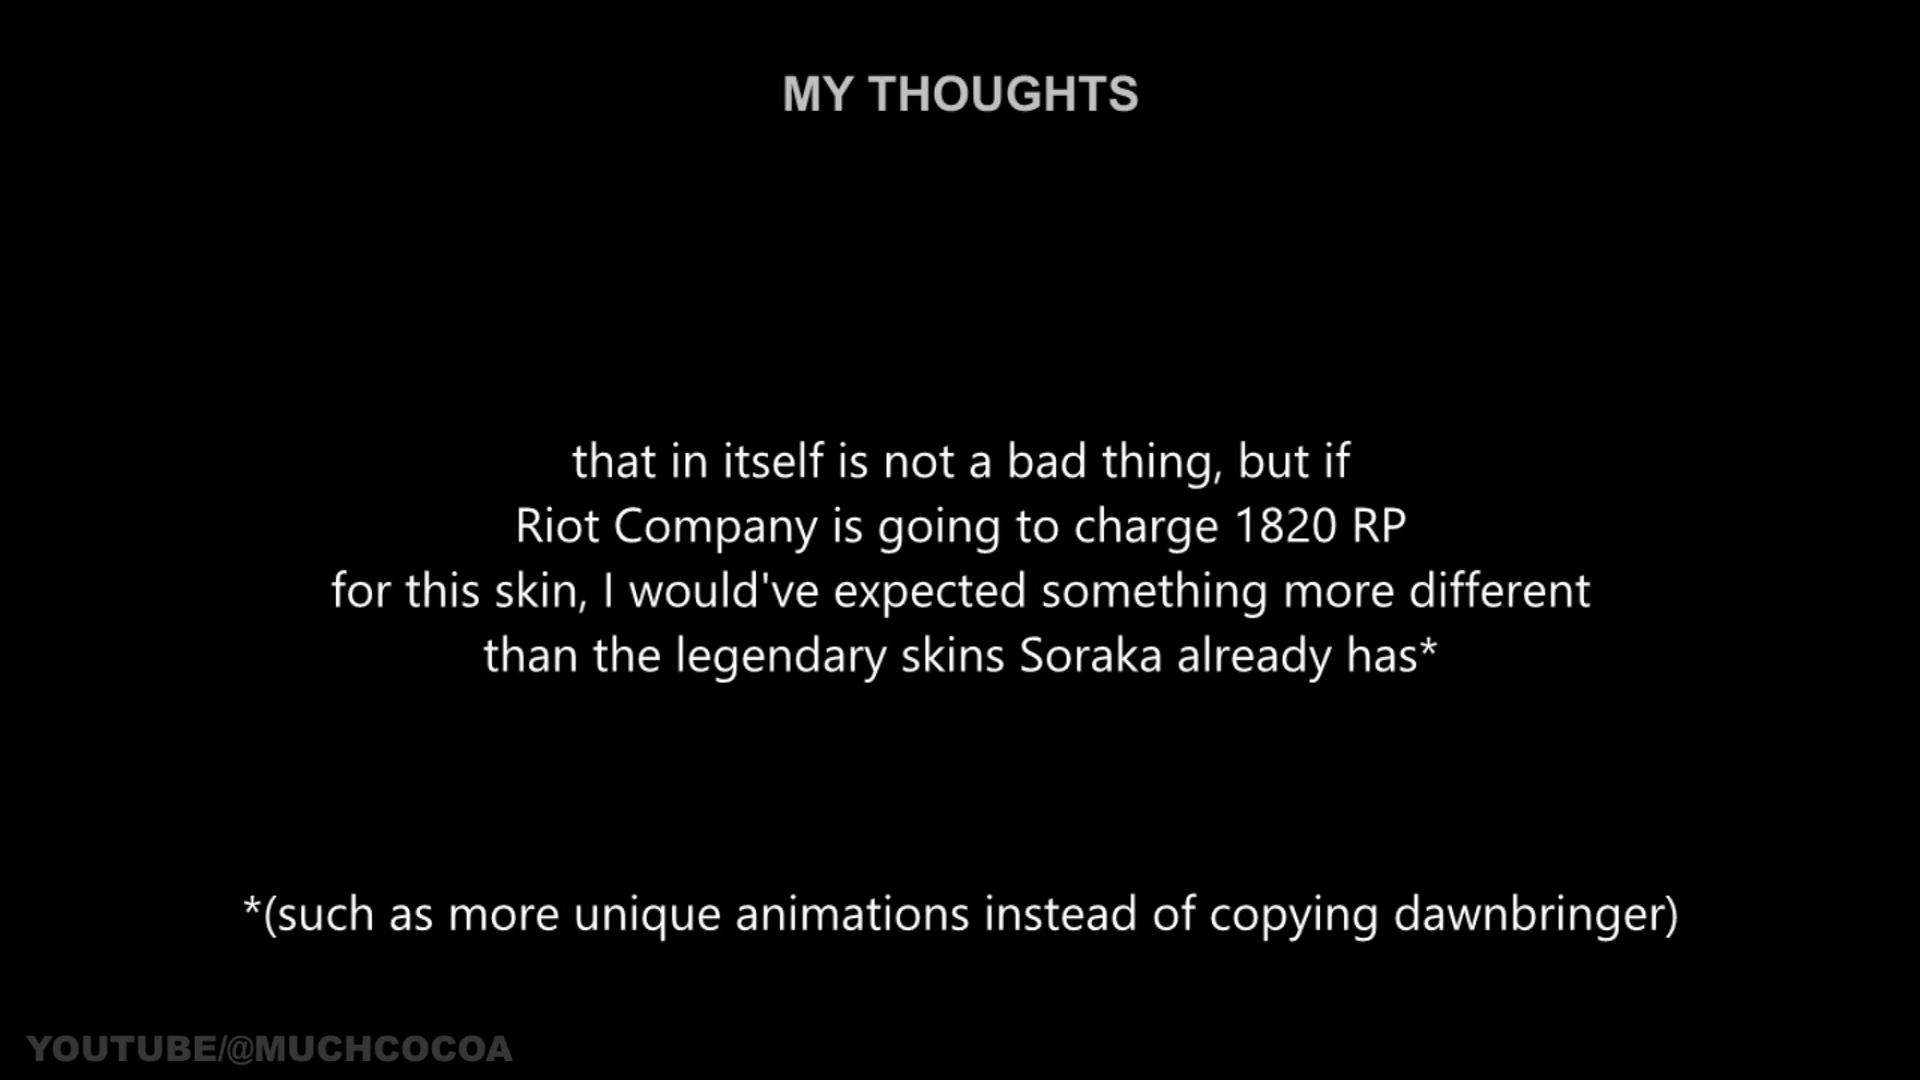 MY THOUGHTS
that in itself is not a bad thing, but if
Riot Company is going to charge 1820 RP
for this skin, I would've expected something more different
than the legendary skins Soraka already has*
*(such as more unique animations instead of copying dawnbringer)
YOUTUBE/@MUCHCOCOA